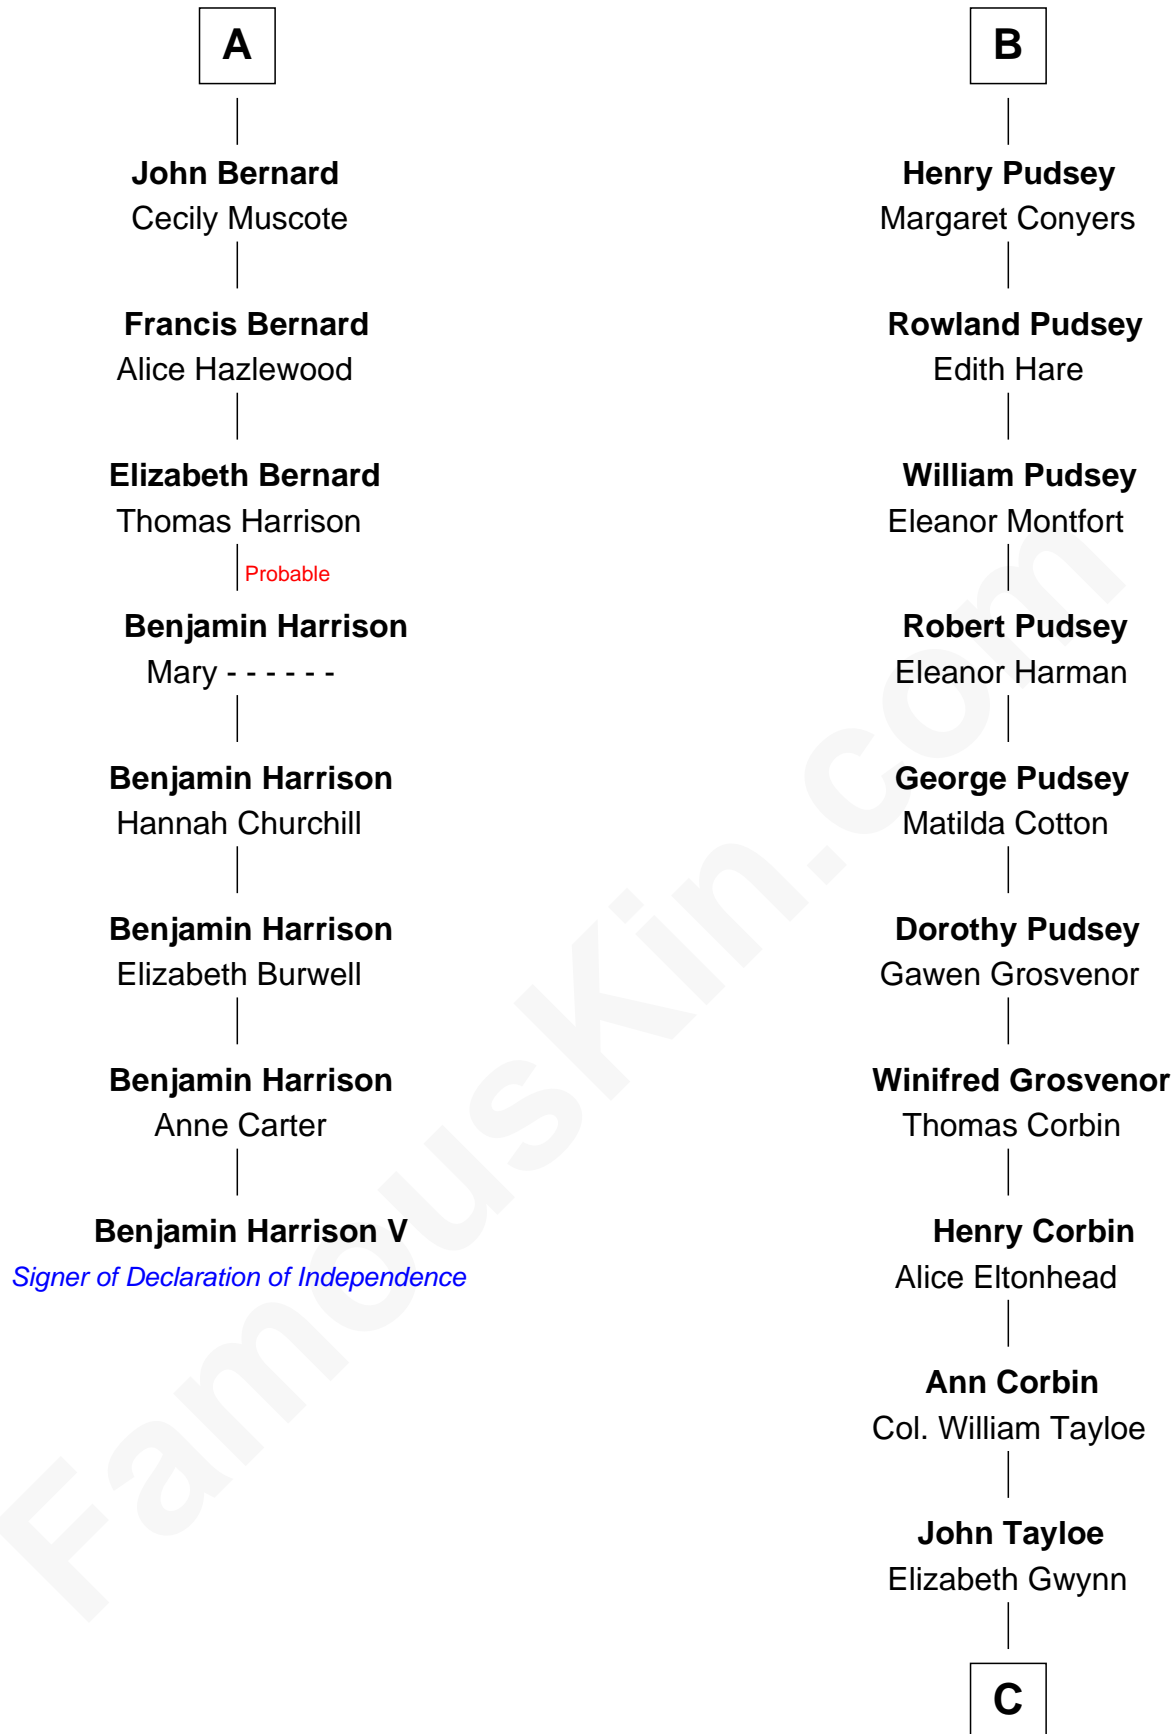 A
John Bernard
Cecily Muscote
Francis Bernard
Alice Hazlewood
Elizabeth Bernard
Thomas Harrison
Probable
Benjamin Harrison
Mary - - - - - -
Benjamin Harrison
Hannah Churchill
Benjamin Harrison
Elizabeth Burwell
Benjamin Harrison
Anne Carter
Benjamin Harrison V
Signer of Declaration of Independence
B
Henry Pudsey
Margaret Conyers
Rowland Pudsey
Edith Hare
William Pudsey
Eleanor Montfort
Robert Pudsey
Eleanor Harman
George Pudsey
Matilda Cotton
Dorothy Pudsey
Gawen Grosvenor
Winifred Grosvenor
Thomas Corbin
Henry Corbin
Alice Eltonhead
Ann Corbin
Col. William Tayloe
John Tayloe
Elizabeth Gwynn
C
FamousKin.com